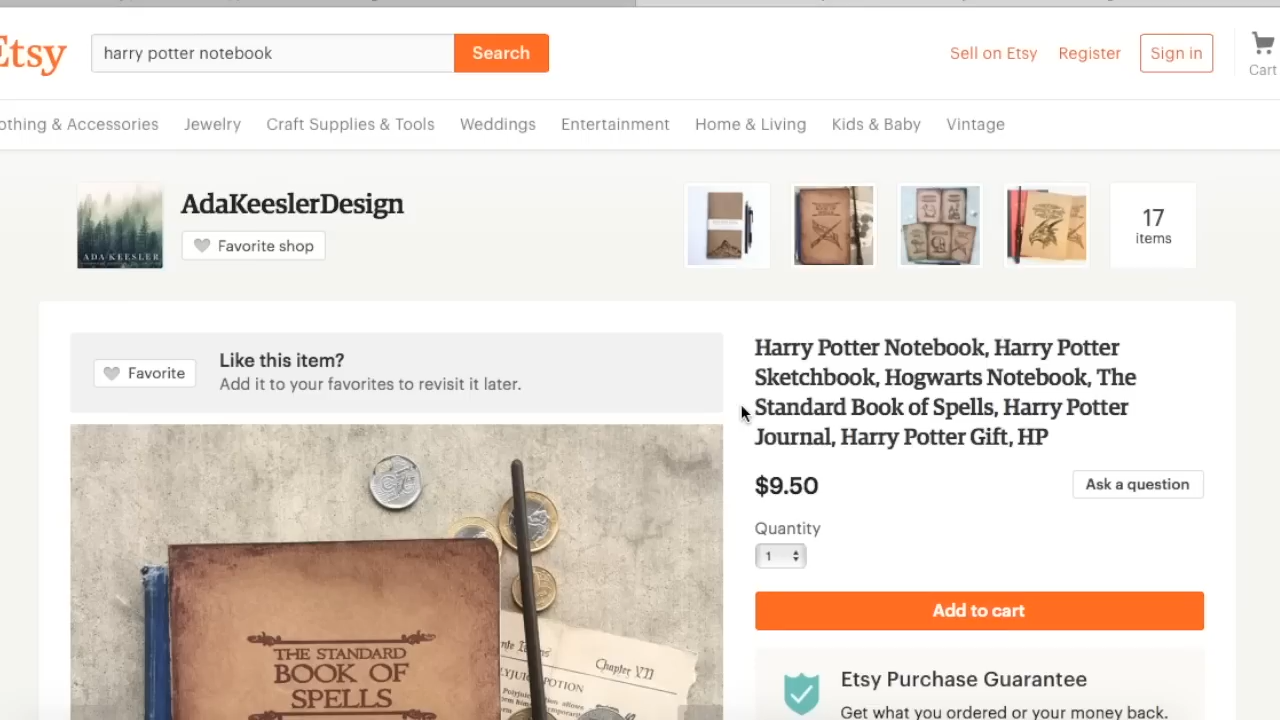 Etsy
harry potter notebook
Search
Sell on Etsy
Register
Sign in
Cart
othing & Accessories
Jewelry
Craft Supplies & Tools
Weddings
Entertainment
Home & Living
Kids & Baby
Vintage
ADA KEESLER
AdaKeeslerDesign
Favorite shop
BOOK OF
17
items
Favorite
Like this item?
Add it to your favorites to revisit it later.
Harry Potter Notebook, Harry Potter
Sketchbook, Hogwarts Notebook, The
Standard Book of Spells, Harry Potter
Journal, Harry Potter Gift, HP
$9.50
Ask a question
Quantity
1
Add to cart
Etsy Purchase Guarantee
Get what you ordered or your money back.
THE STANDARD
BOOK OF
SPELLS
Chapter VII
POTION